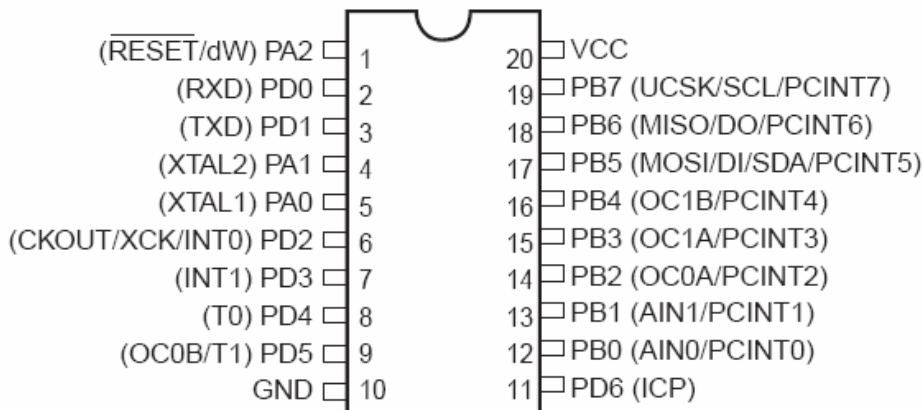 (RESET/dW) PA2 1 20 VCC
(RXD) PD0 2 19 PB7 (UCSK/SCL/PCINT7)
(TXD) PD1 3 18 PB6 (MISO/DO/PCINT6)
(XTAL2) PA1 4 17 PB5 (MOSI/DI/SDA/PCINT5)
(XTAL1) PA0 5 16 PB4 (OC1B/PCINT4)
(CKOUT/XCK/INT0) PD2 6 15 PB3 (OC1A/PCINT3)
(INT1) PD3 7 14 PB2 (OC0A/PCINT2)
(T0) PD4 8 13 PB1 (AIN1/PCINT1)
(OC0B/T1) PD5 9 12 PB0 (AIN0/PCINT0)
GND 10 11 PD6 (ICP)